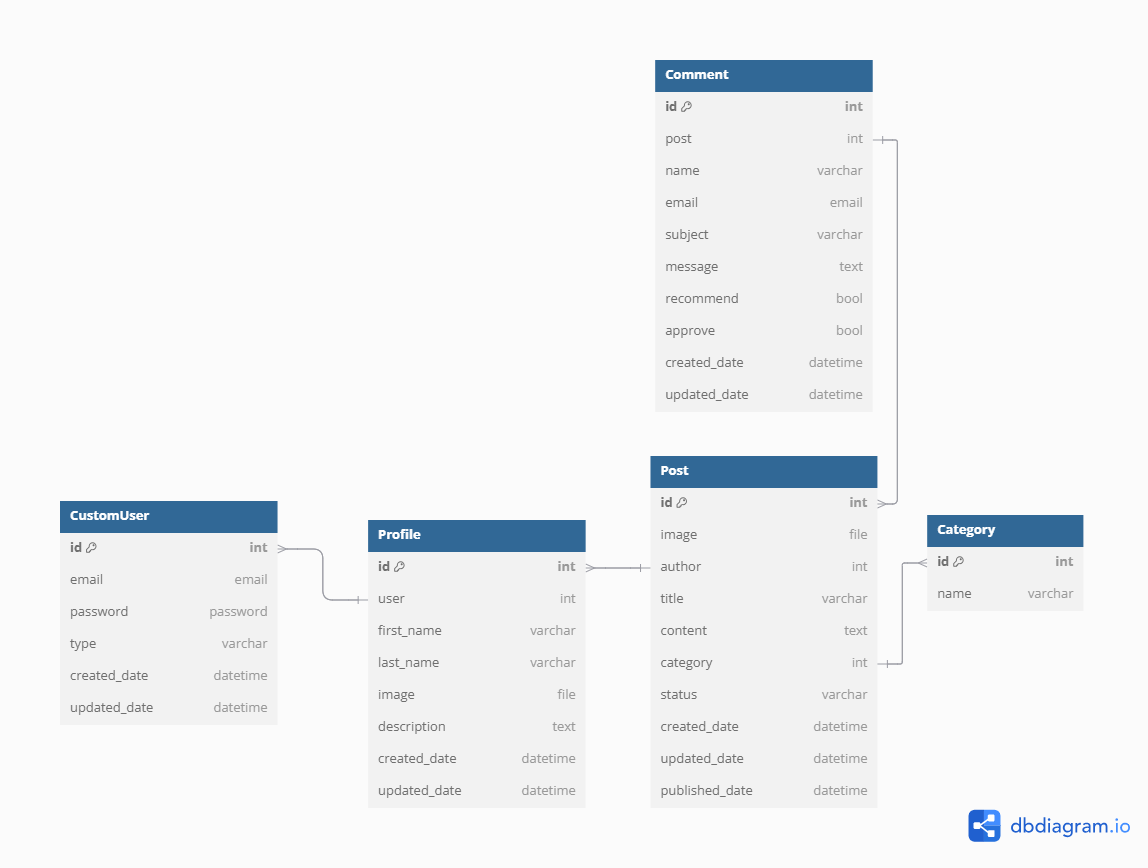 Comment
id int
post int
name varchar
email email
subject varchar
message text
recommend bool
approve bool
created_date datetime
updated_date datetime
CustomUser
id int
email email
password password
type varchar
created_date datetime
updated_date datetime
Profile
id int
user int
first_name varchar
last_name varchar
image file
description text
created_date datetime
updated_date datetime
Post
id int
image file
author int
title varchar
content text
category int
status varchar
created_date datetime
updated_date datetime
published_date datetime
Category
id int
name varchar
dbdiagram.io